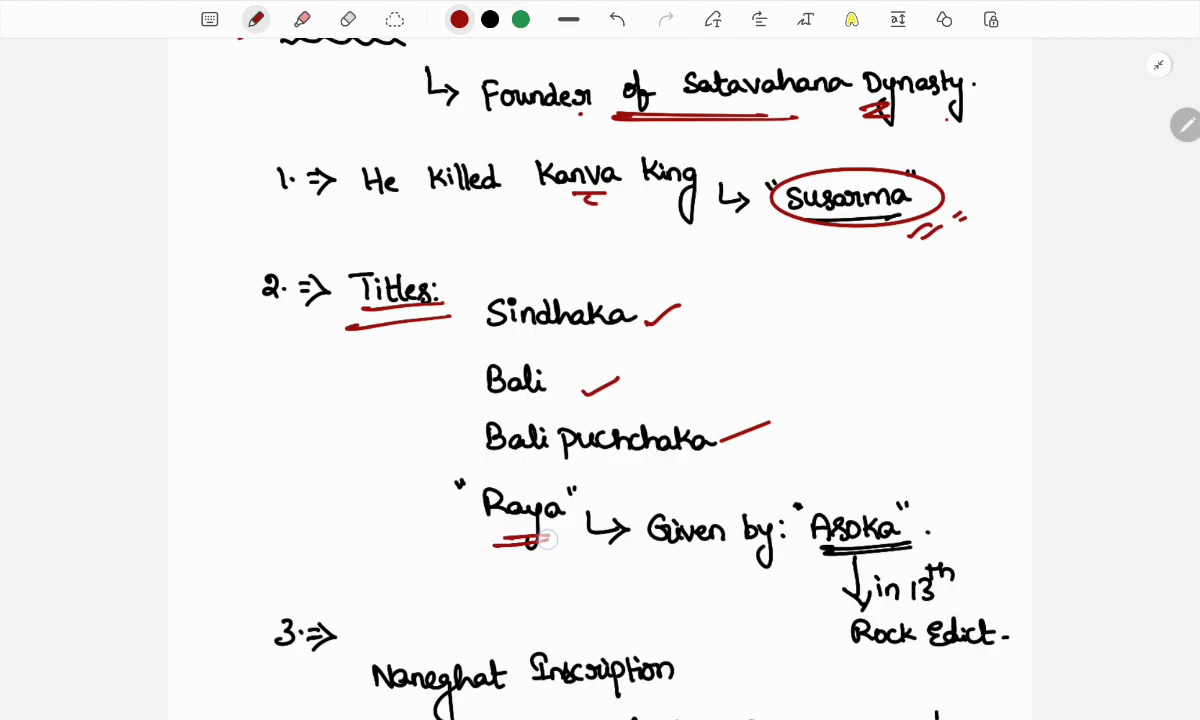 ↳ Founder of Satavahana Dynasty.
1. ⇒ He killed Kanva King ↳ "Susarma"
2. ⇒ Titles:
Sindhaka
Bali
Bali puchchaka
"Raya" ↳ Given by: "Asoka".
↓ in 13th
Rock Edict.
3. ⇒
Naneghat Inscription